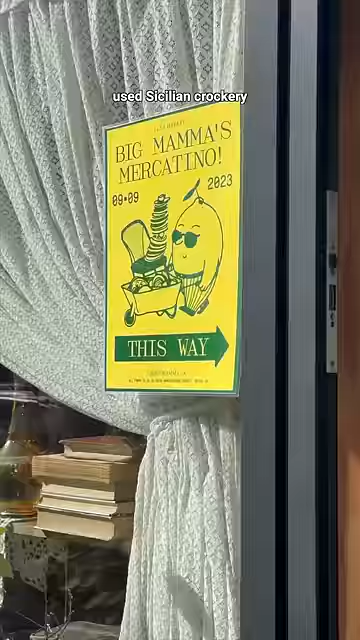 used Sicilian crockery
BIG MAMMA'S
MERCATINO!
09•09
2023
THIS WAY